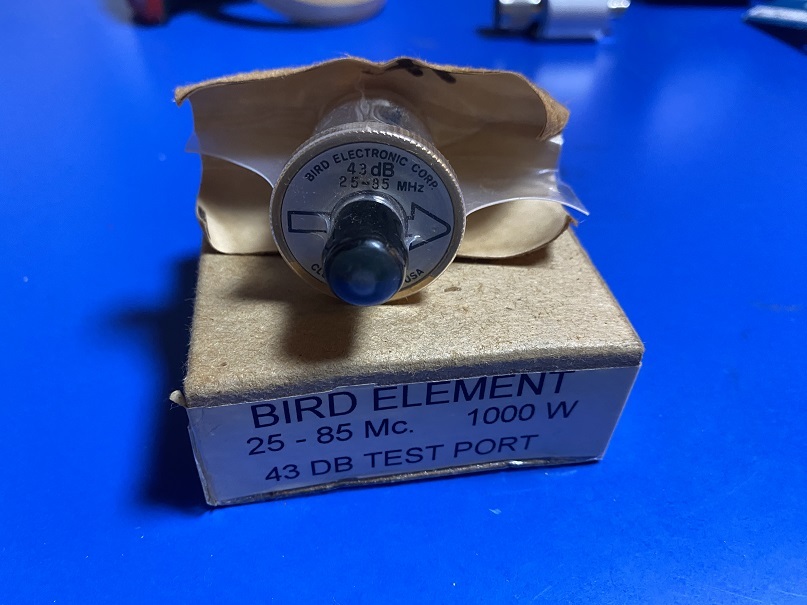 BIRD ELECTRONIC CORP.
43 dB
25-85 MHz
USA
BIRD ELEMENT
25 - 85 Mc. 1000 W
43 DB TEST PORT